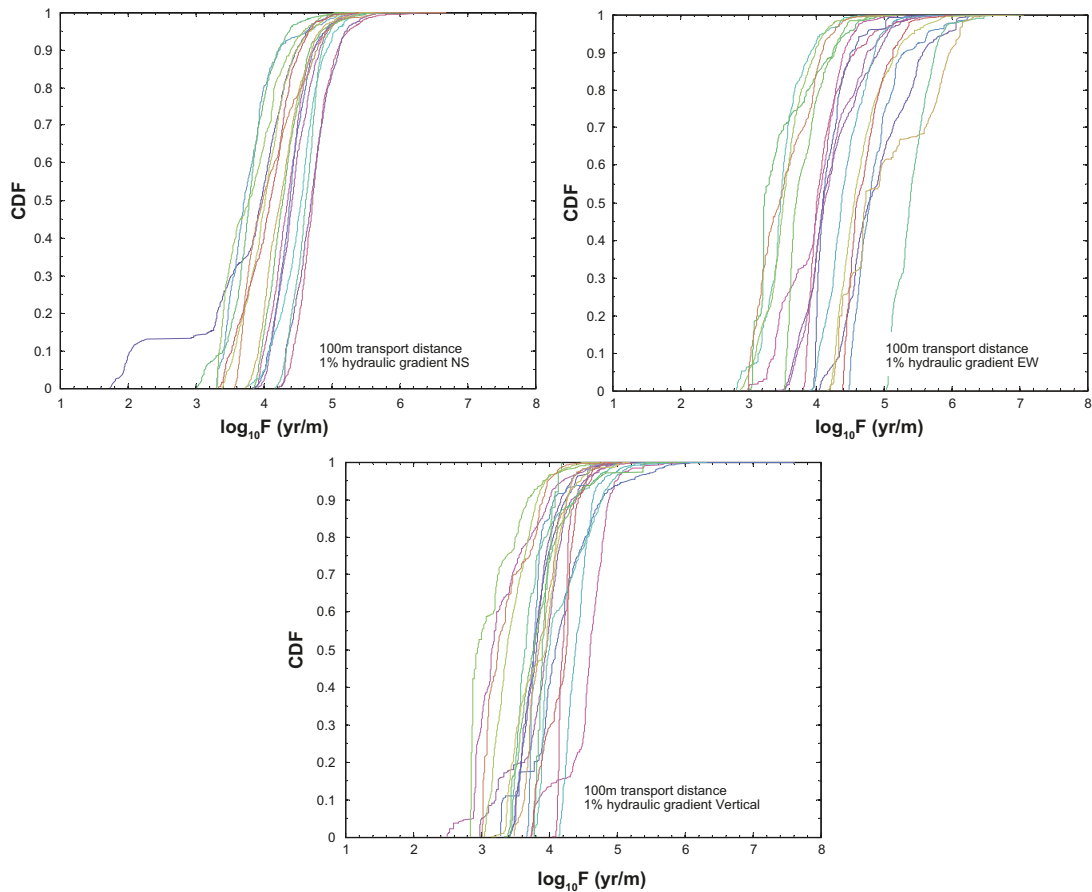 1
0.9
0.8
0.7
0.6
0.5
0.4
0.3
0.2
0.1
0
CDF
100m transport distance
1% hydraulic gradient NS
1 2 3 4 5 6 7 8
log10F (yr/m)
1
0.9
0.8
0.7
0.6
0.5
0.4
0.3
0.2
0.1
0
CDF
100m transport distance
1% hydraulic gradient EW
1 2 3 4 5 6 7 8
log10F (yr/m)
1
0.9
0.8
0.7
0.6
0.5
0.4
0.3
0.2
0.1
0
CDF
100m transport distance
1% hydraulic gradient Vertical
1 2 3 4 5 6 7 8
log10F (yr/m)